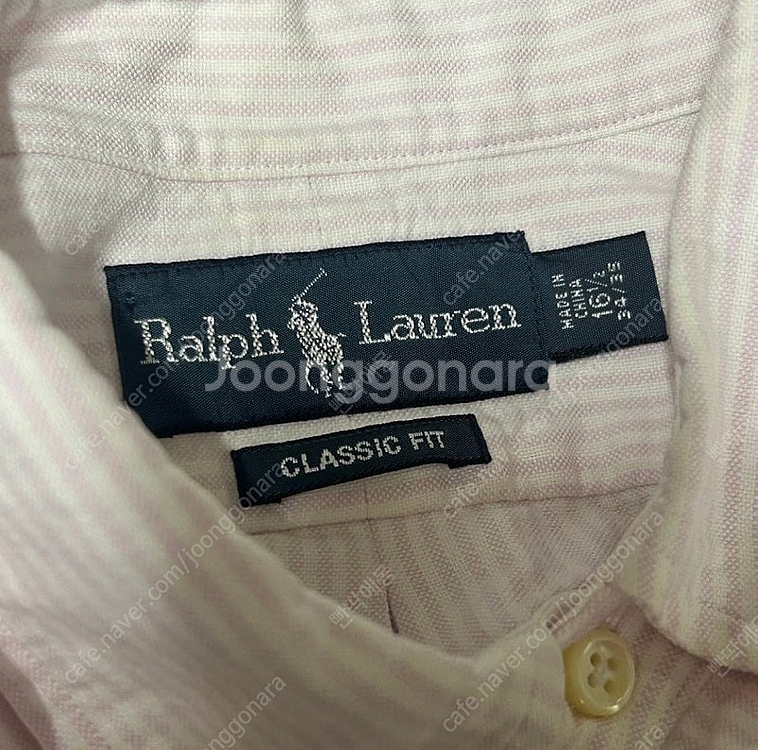 Ralph Lauren
MADE IN
CHINA
16 1/2
34/35
CLASSIC FIT
Joonggonara
cafe.naver.com/joonggonara